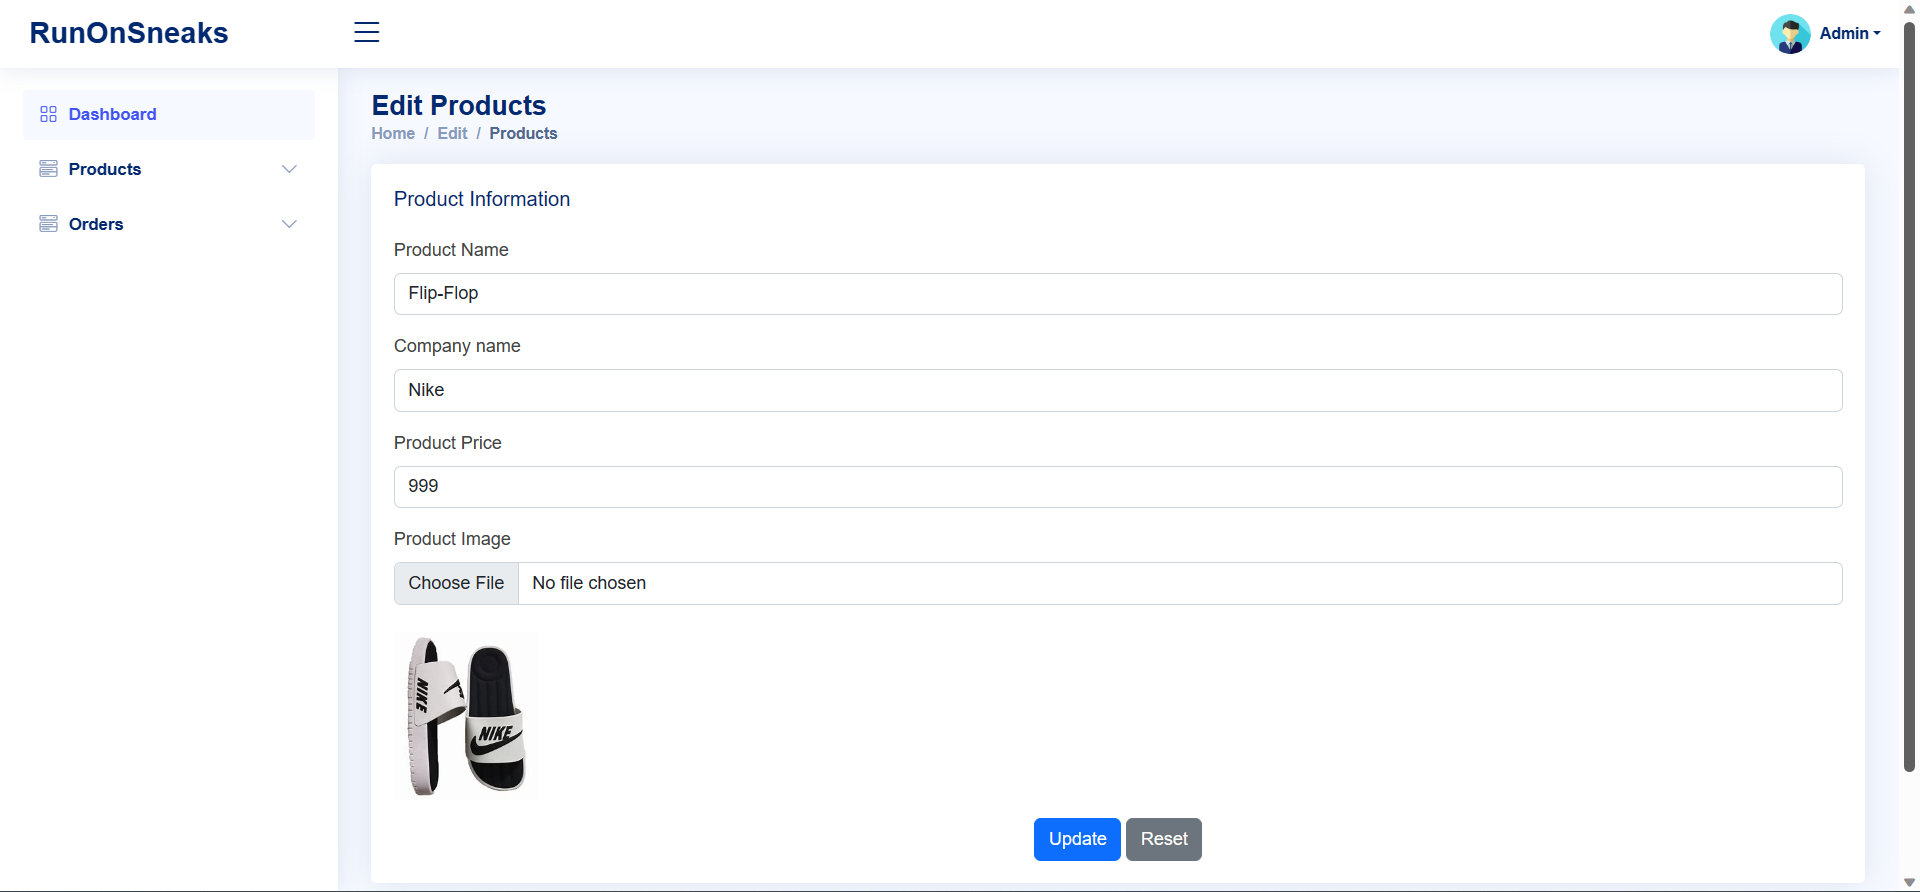 RunOnSneaks
Admin
Dashboard
Products
Orders
Edit Products
Home / Edit / Products
Product Information
Product Name
Flip-Flop
Company name
Nike
Product Price
999
Product Image
Choose File No file chosen
NIKE
NIKE
Update Reset